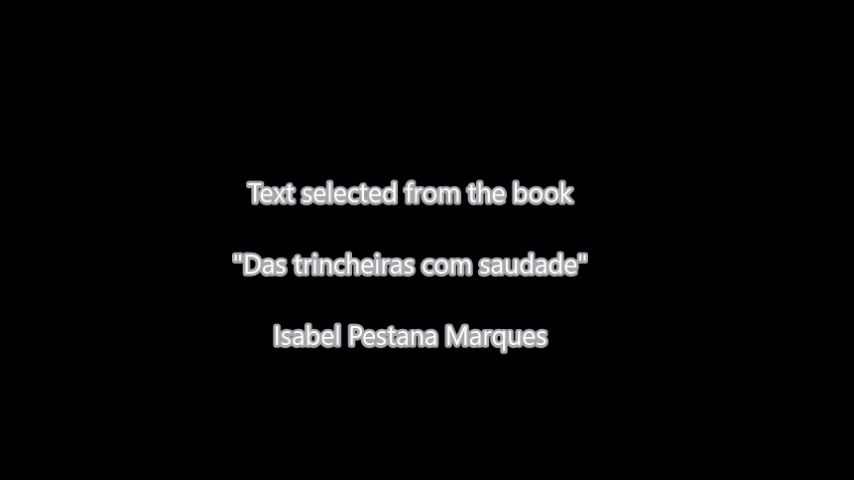 Text selected from the book
"Das trincheiras com saudade"
Isabel Pestana Marques